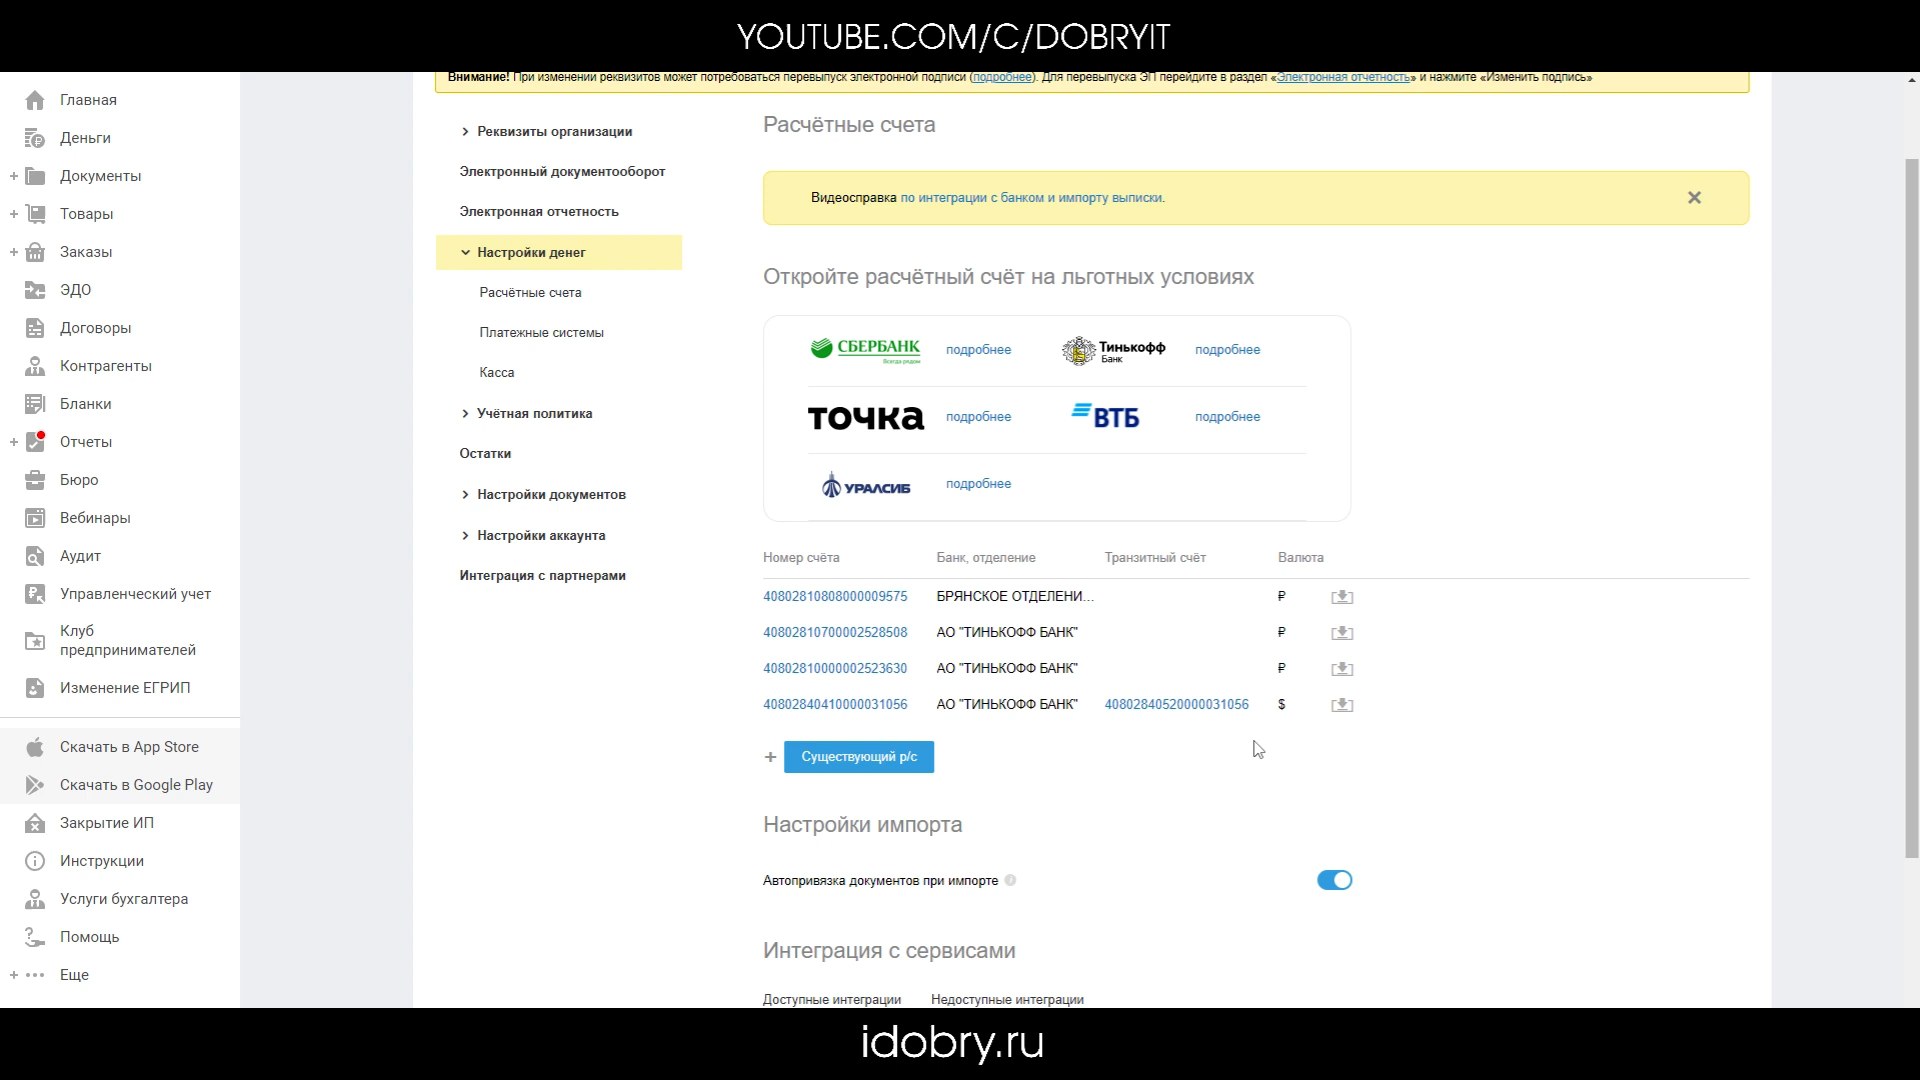 YOUTUBE.COM/C/DOBRYIT
Внимание! При изменении реквизитов может потребоваться перевыпуск электронной подписи (подробнее). Для перевыпуска ЭП перейдите в раздел «Электронная отчетность» и нажмите «Изменить подпись»
Главная
Деньги
Документы
Товары
Заказы
ЭДО
Договоры
Контрагенты
Бланки
Отчеты
Бюро
Вебинары
Аудит
Управленческий учет
Клуб
предпринимателей
Изменение ЕГРИП
Скачать в App Store
Скачать в Google Play
Закрытие ИП
Инструкции
Услуги бухгалтера
Помощь
Еще
Реквизиты организации
Электронный документооборот
Электронная отчетность
Настройки денег
Расчётные счета
Платежные системы
Касса
Учётная политика
Остатки
Настройки документов
Настройки аккаунта
Интеграция с партнерами
Расчётные счета
Видеосправка по интеграции с банком и импорту выписки.
Откройте расчётный счёт на льготных условиях
СБЕРБАНК
Всегда рядом
подробнее
Тинькофф
Банк
подробнее
точка
подробнее
ВТБ
подробнее
УРАЛСИБ
подробнее
Номер счёта Банк, отделение Транзитный счёт Валюта
40802810808000009575 БРЯНСКОЕ ОТДЕЛЕНИ... ₽
40802810700002528508 АО "ТИНЬКОФФ БАНК" ₽
40802810000002523630 АО "ТИНЬКОФФ БАНК" ₽
40802840410000031056 АО "ТИНЬКОФФ БАНК" 40802840520000031056 $
+ Существующий р/с
Настройки импорта
Автопривязка документов при импорте
Интеграция с сервисами
Доступные интеграции Недоступные интеграции
idobry.ru